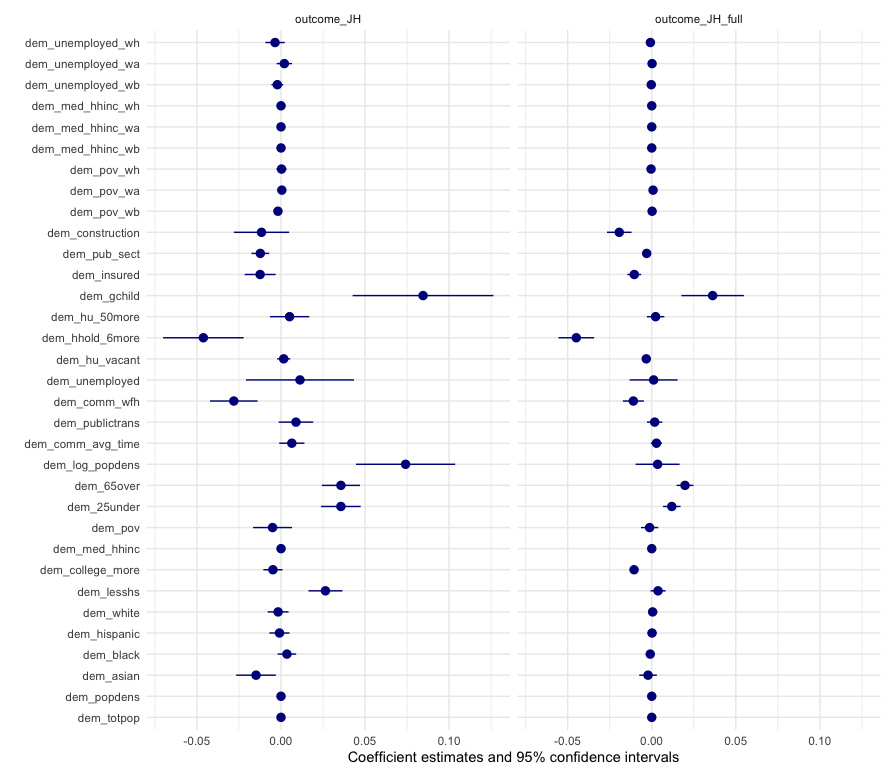 outcome_JH outcome_JH_full
dem_unemployed_wh
dem_unemployed_wa
dem_unemployed_wb
dem_med_hhinc_wh
dem_med_hhinc_wa
dem_med_hhinc_wb
dem_pov_wh
dem_pov_wa
dem_pov_wb
dem_construction
dem_pub_sect
dem_insured
dem_gchild
dem_hu_50more
dem_hhold_6more
dem_hu_vacant
dem_unemployed
dem_comm_wfh
dem_publictrans
dem_comm_avg_time
dem_log_popdens
dem_65over
dem_25under
dem_pov
dem_med_hhinc
dem_college_more
dem_lesshs
dem_white
dem_hispanic
dem_black
dem_asian
dem_popdens
dem_totpop
-0.05 0.00 0.05 0.10 -0.05 0.00 0.05 0.10
Coefficient estimates and 95% confidence intervals